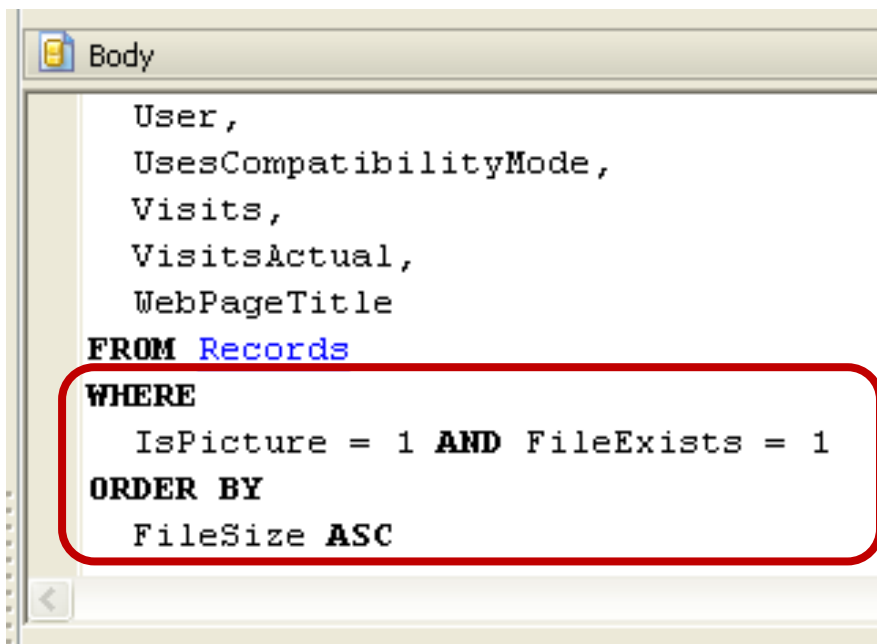 Body
User,
UsesCompatibilityMode,
Visits,
VisitsActual,
WebPageTitle
FROM Records
WHERE
IsPicture = 1 AND FileExists = 1
ORDER BY
FileSize ASC